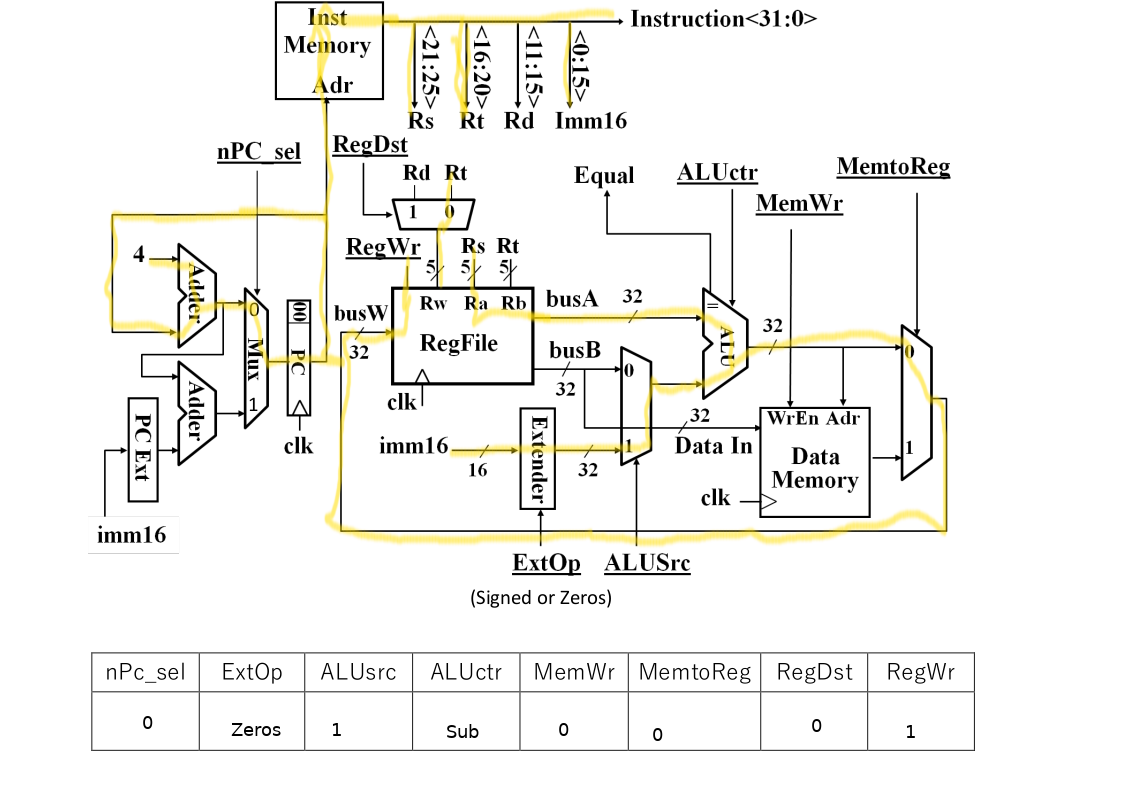 Inst
Memory
Adr
Instruction<31:0>
<21:25>
<16:20>
<11:15>
<0:15>
Rs Rt Rd Imm16
nPC_sel
RegDst
Rd Rt
1 0
Equal
ALUctr
MemtoReg
MemWr
RegWr
Rs Rt
5 5 5
4
Adder
0
Mux
1
00
PC
clk
Adder
PC Ext
imm16
busW
32
Rw Ra Rb
RegFile
clk
busA
32
busB
32
=
ALU
32
0
1
imm16
16
Extender
32
32
Data In
WrEn Adr
Data
Memory
clk
0
1
ExtOp ALUSrc
(Signed or Zeros)
nPc_sel ExtOp ALUsrc ALUctr MemWr MemtoReg RegDst RegWr
0 Zeros 1 Sub 0 0 0 1